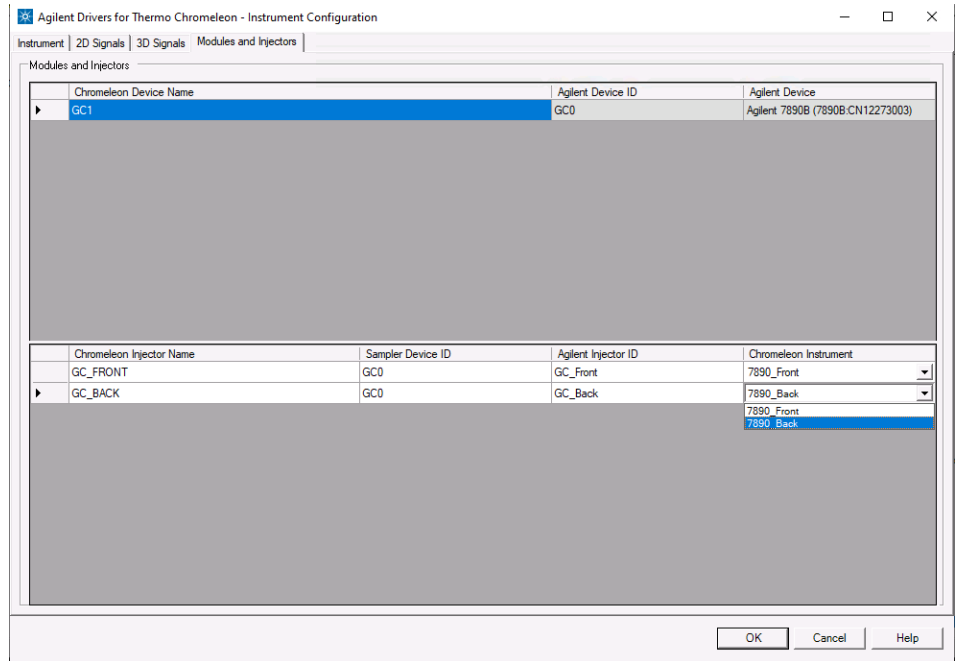 Agilent Drivers for Thermo Chromeleon - Instrument Configuration
Instrument 2D Signals 3D Signals Modules and Injectors
Modules and Injectors
Chromeleon Device Name Agilent Device ID Agilent Device
GC1 GC0 Agilent 7890B (7890B:CN12273003)
Chromeleon Injector Name Sampler Device ID Agilent Injector ID Chromeleon Instrument
GC_FRONT GC0 GC_Front 7890_Front
GC_BACK GC0 GC_Back 7890_Back
7890_Front
7890_Back
OK Cancel Help